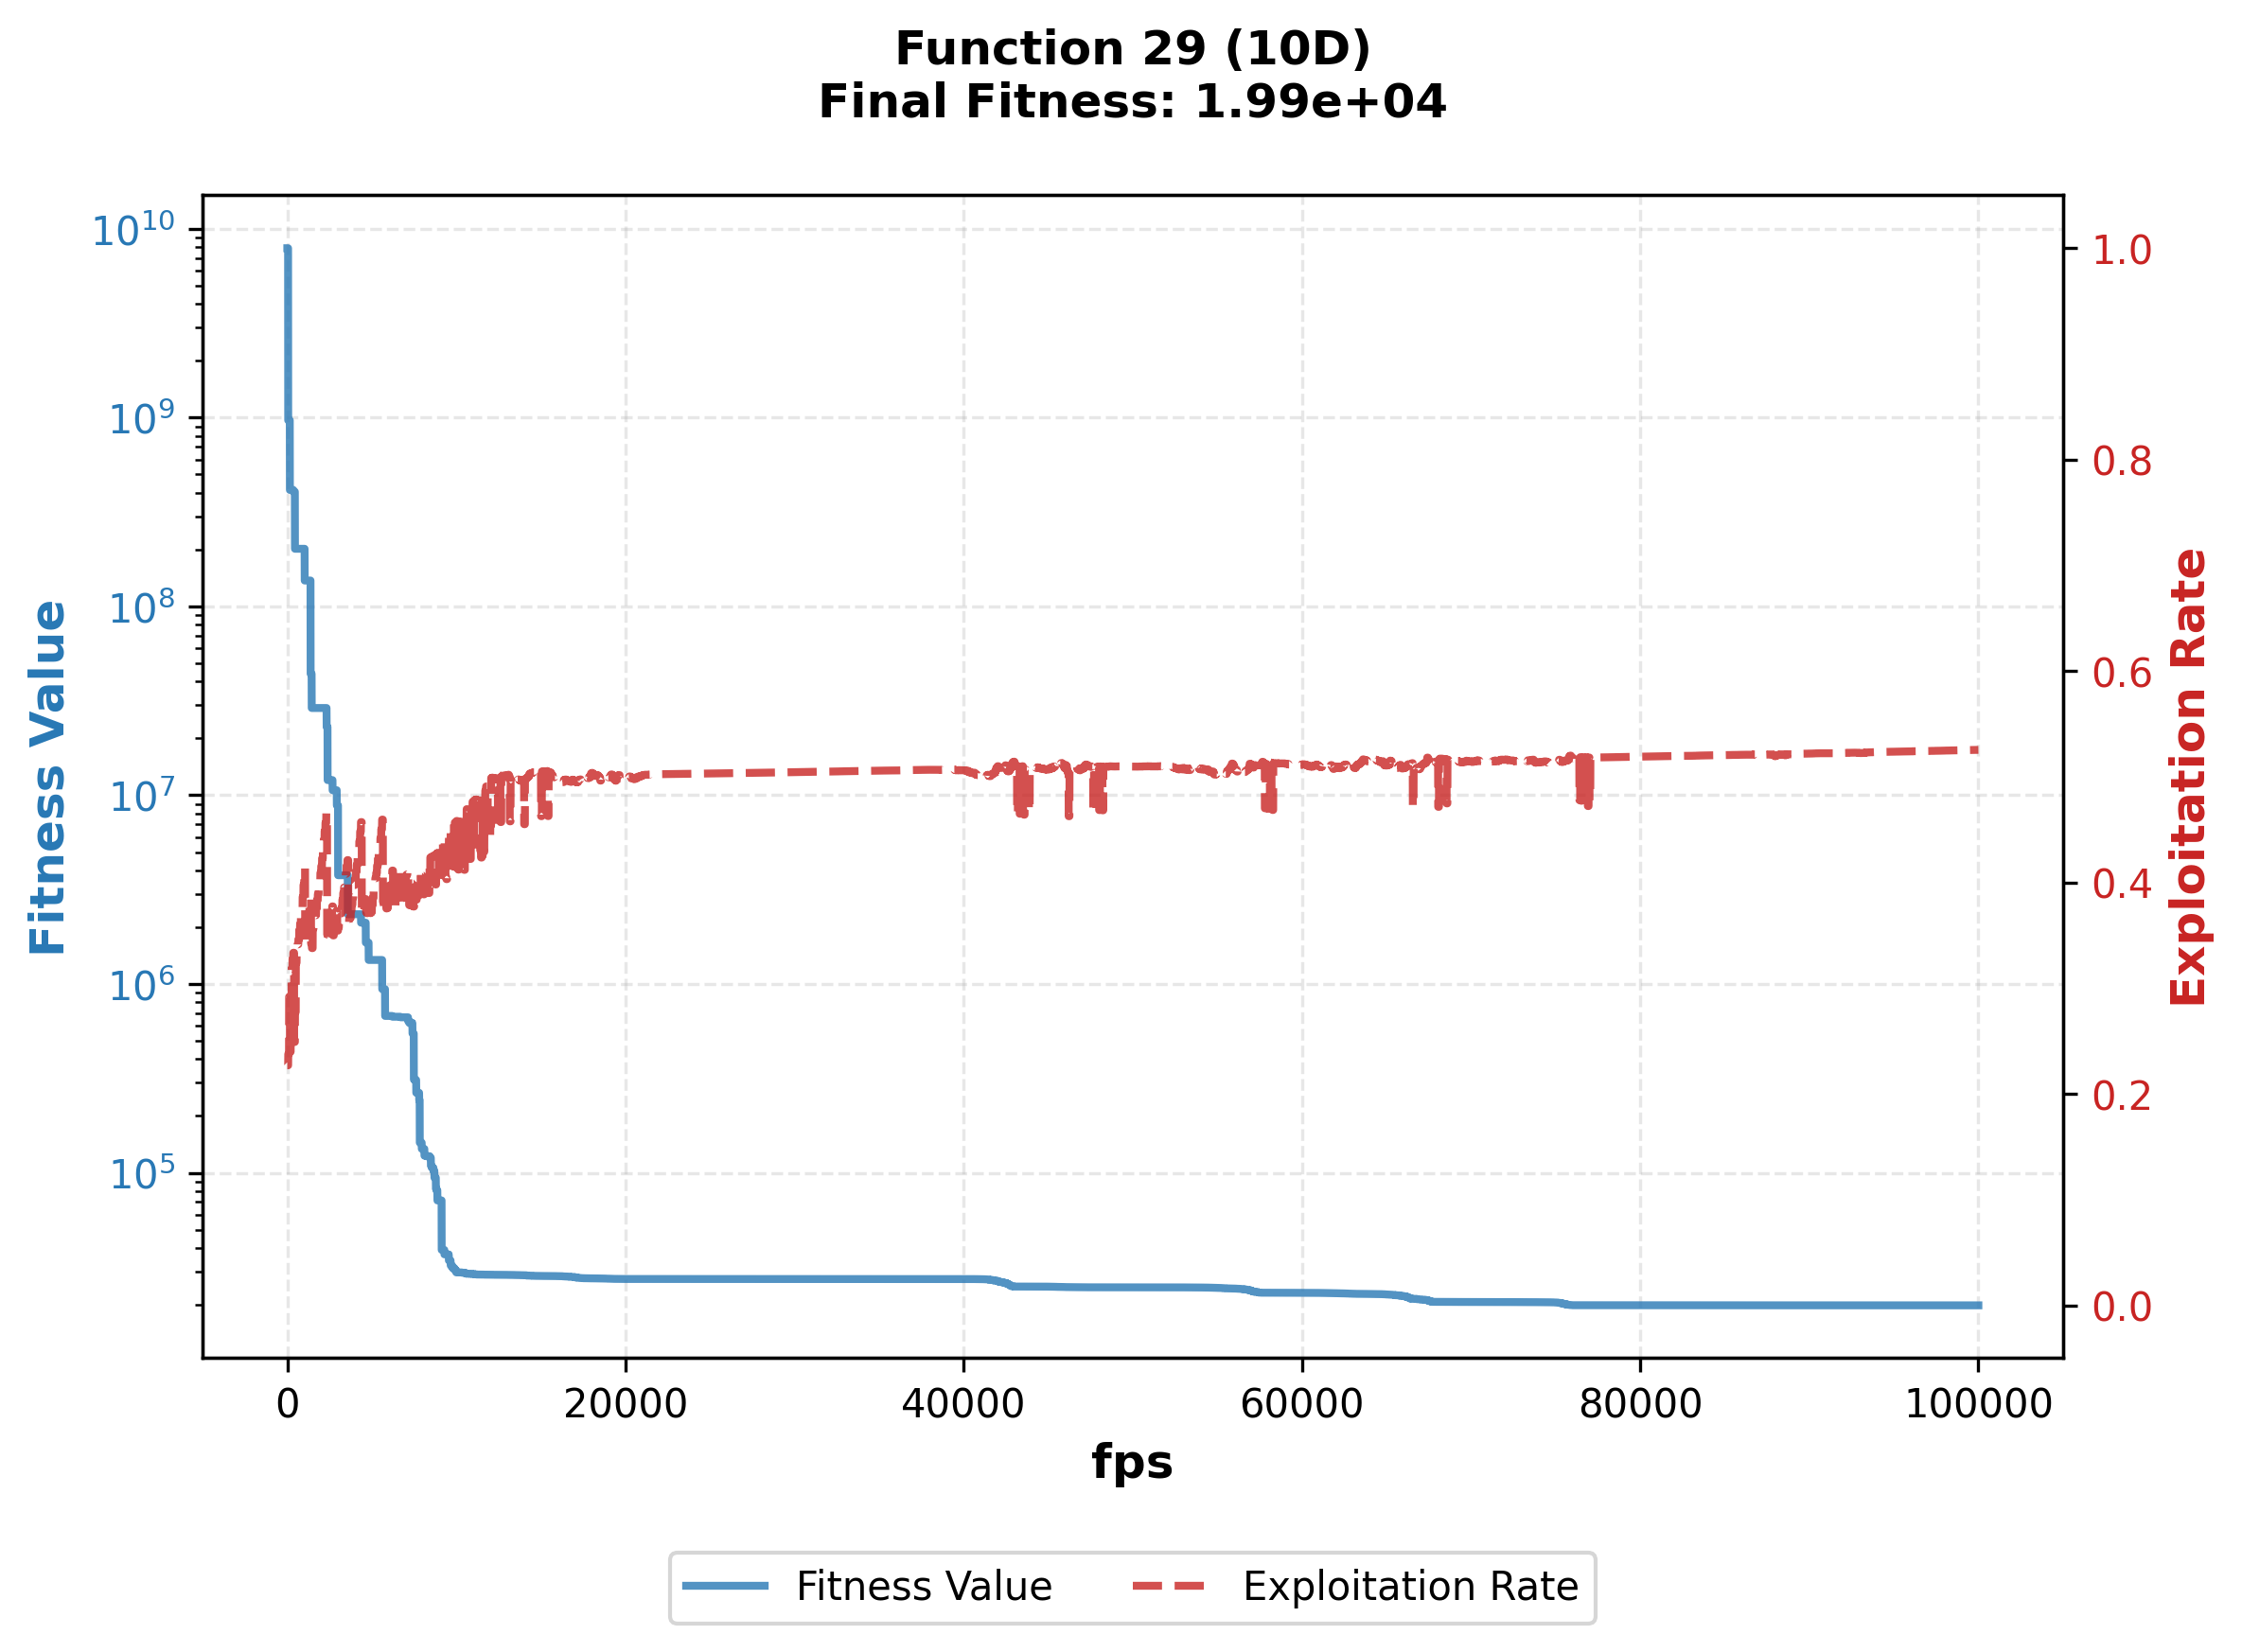 Function 29 (10D)
Final Fitness: 1.99e+04
Fitness Value
10^10
10^9
10^8
10^7
10^6
10^5
Exploitation Rate
1.0
0.8
0.6
0.4
0.2
0.0
0 20000 40000 60000 80000 100000
fps
Fitness Value Exploitation Rate